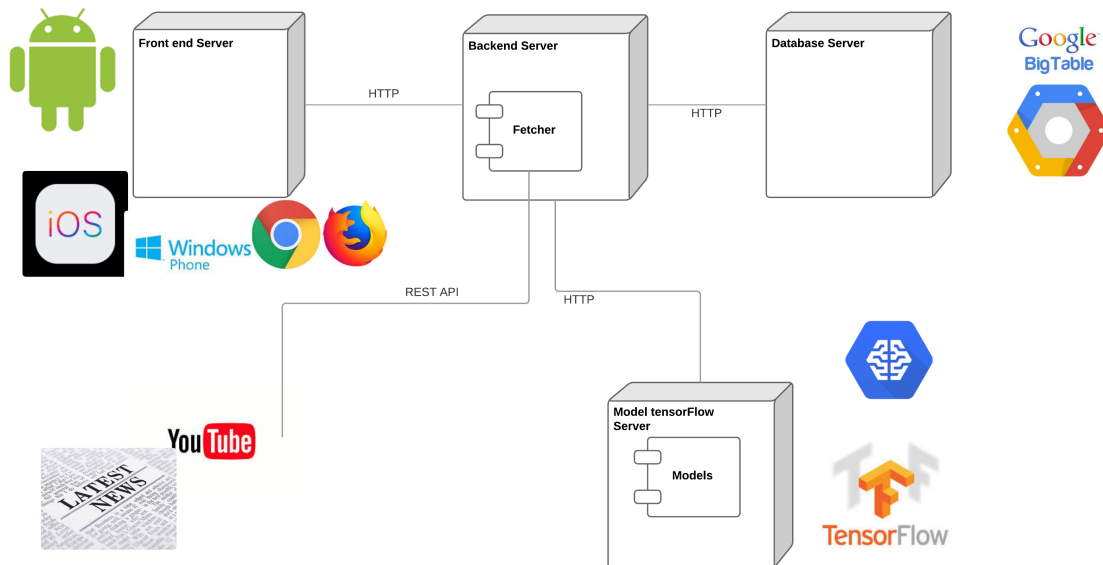 Front end Server
Backend Server
Database Server
Google
BigTable
HTTP
HTTP
Fetcher
iOS
Windows
Phone
REST API
HTTP
Model tensorFlow
Server
YouTube
LATEST
NEWS
Models
TensorFlow